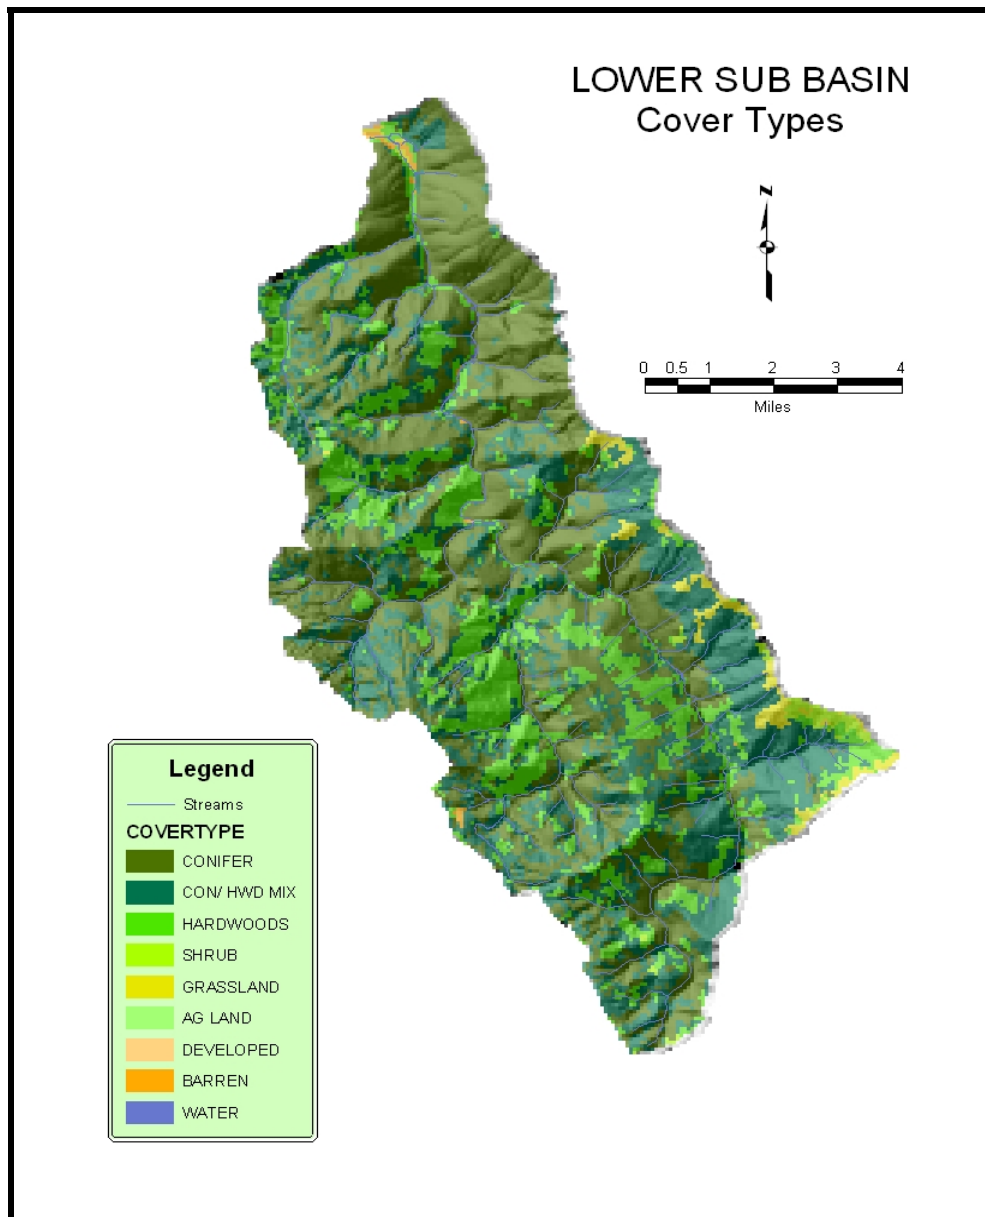 LOWER SUB BASIN
Cover Types
N
0 0.5 1 2 3 4
Miles
Legend
Streams
COVERTYPE
CONIFER
CON/ HWD MIX
HARDWOODS
SHRUB
GRASSLAND
AG LAND
DEVELOPED
BARREN
WATER